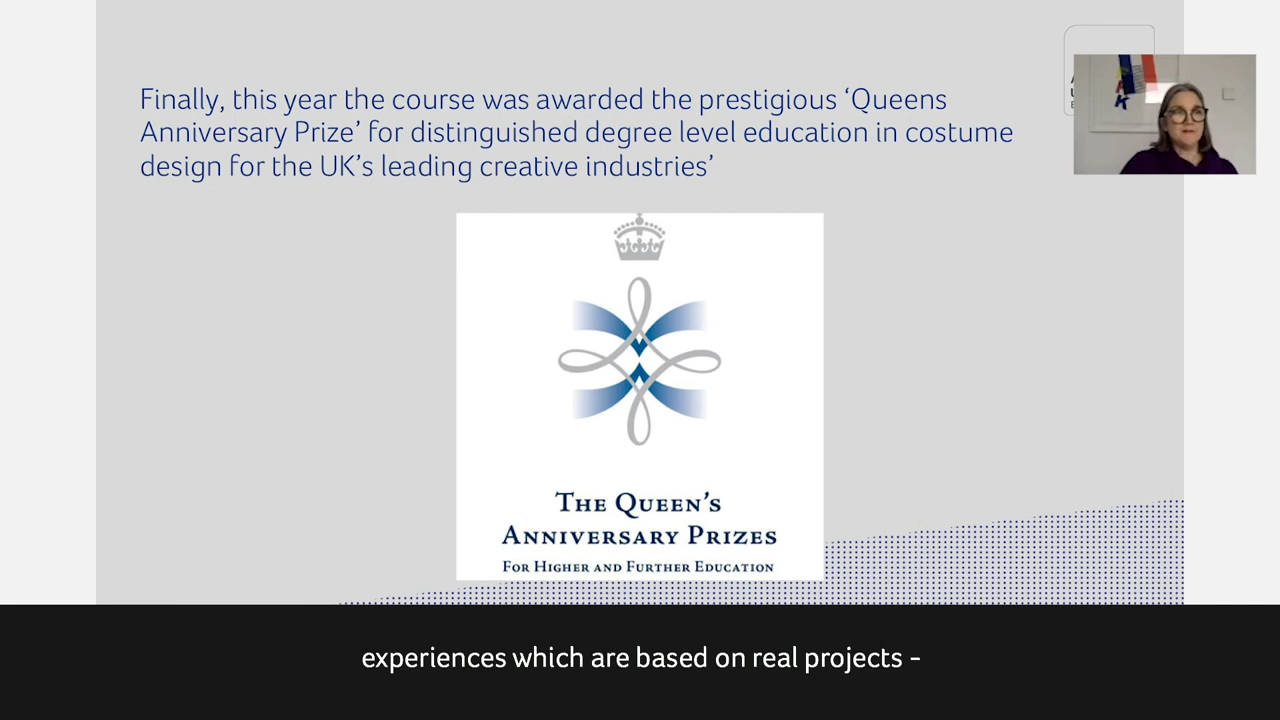 Finally, this year the course was awarded the prestigious ‘Queens
Anniversary Prize’ for distinguished degree level education in costume
design for the UK’s leading creative industries’
THE QUEEN’S
ANNIVERSARY PRIZES
FOR HIGHER AND FURTHER EDUCATION
experiences which are based on real projects -